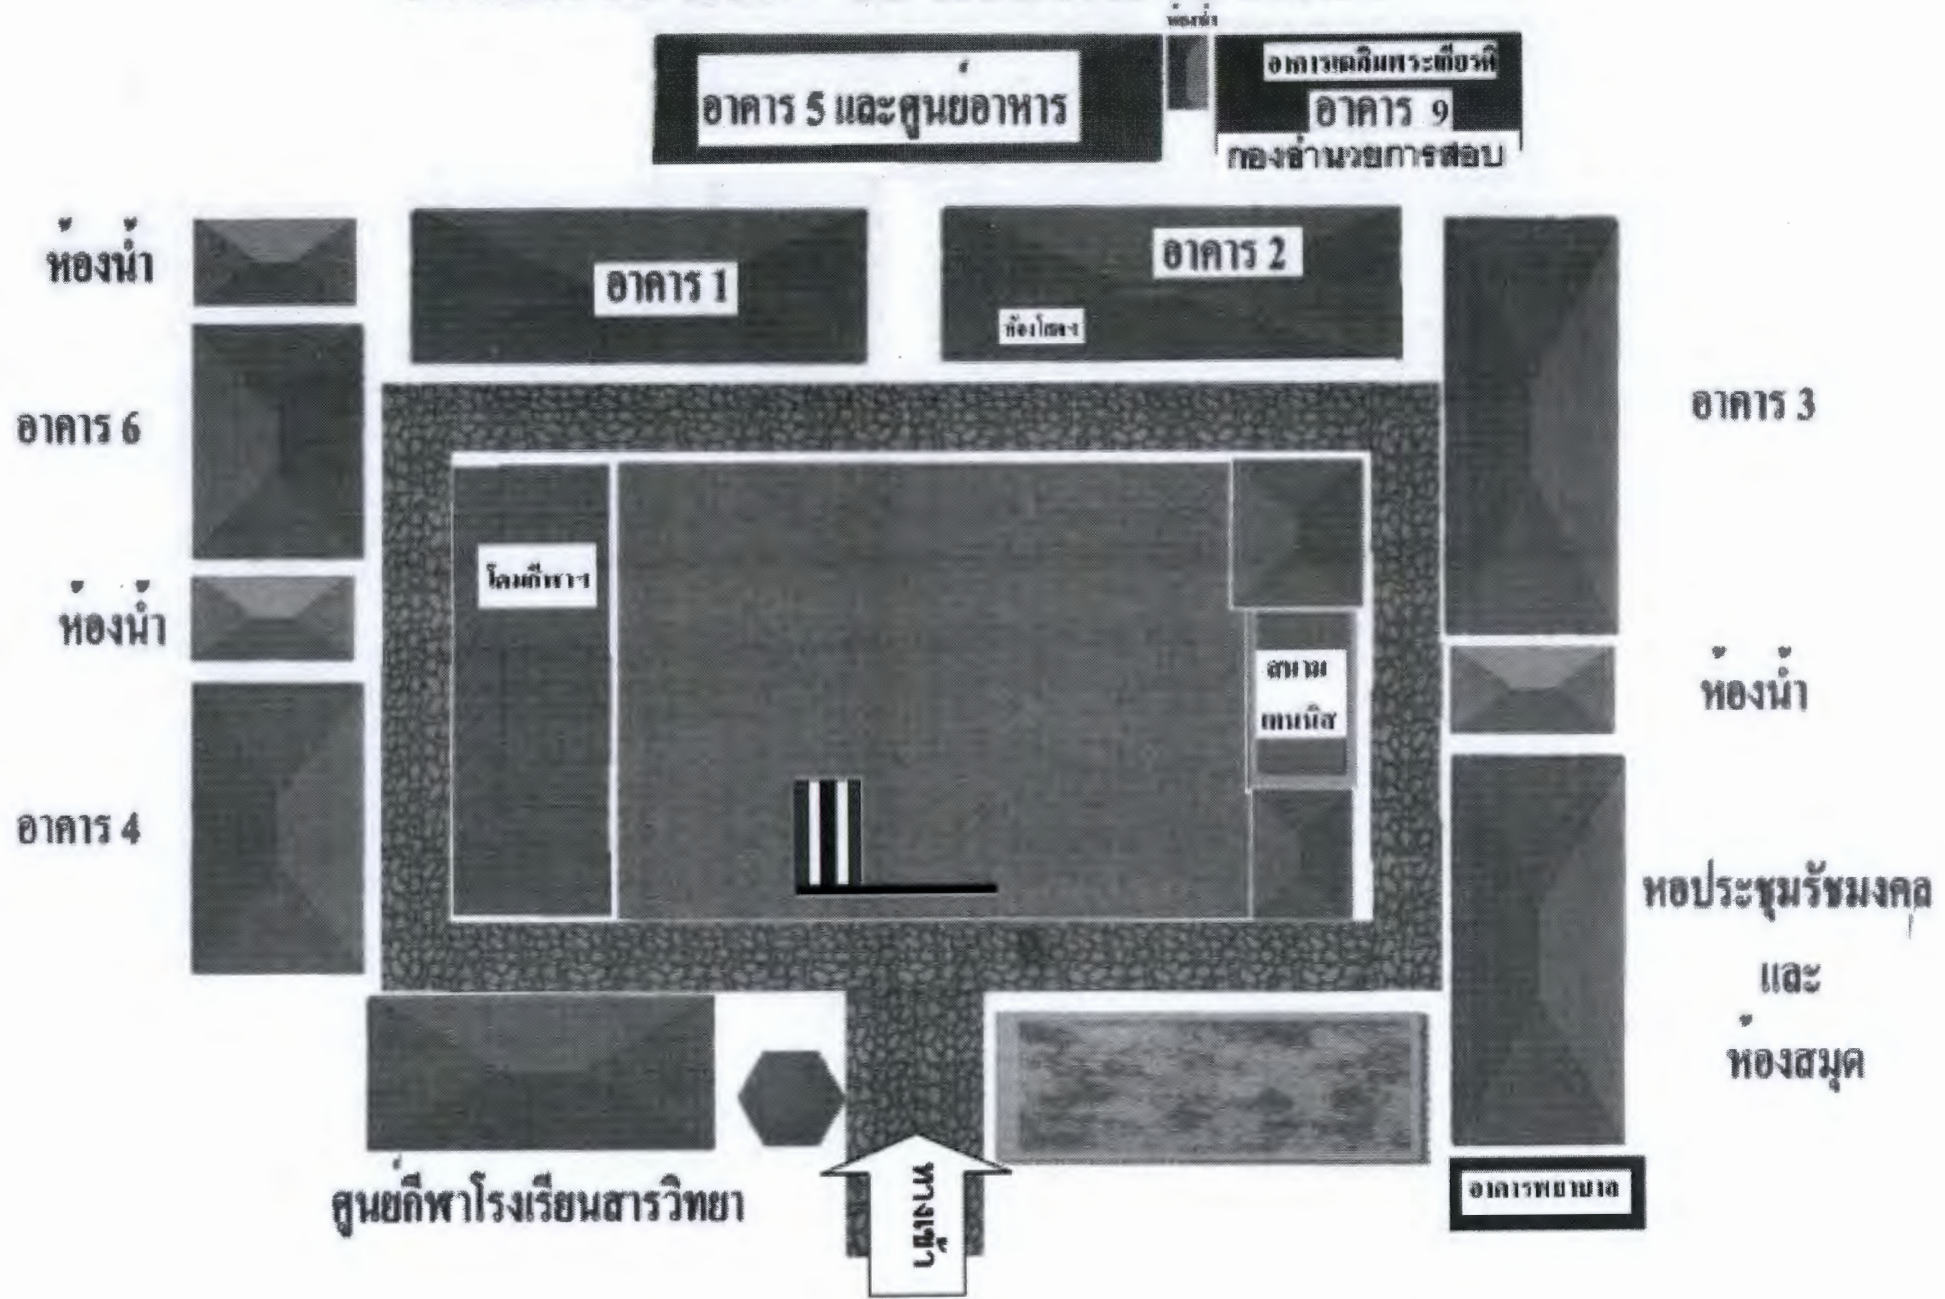 ห้องน้ำ
อาคาร 5 และศูนย์อาหาร
อาคารเฉลิมพระเกียรติ
อาคาร 9
กองอำนวยการสอบ
ห้องน้ำ
อาคาร 1
อาคาร 2
อาคาร 6
อาคาร 3
โดมกีฬาฯ
ห้องน้ำ
สนาม
เทนนิส
ห้องน้ำ
อาคาร 4
หอประชุมรัชมงคล
และ
ห้องสมุด
ศูนย์กีฬาโรงเรียนสารวิทยา
ทางเข้า
อาคารพยาบาล